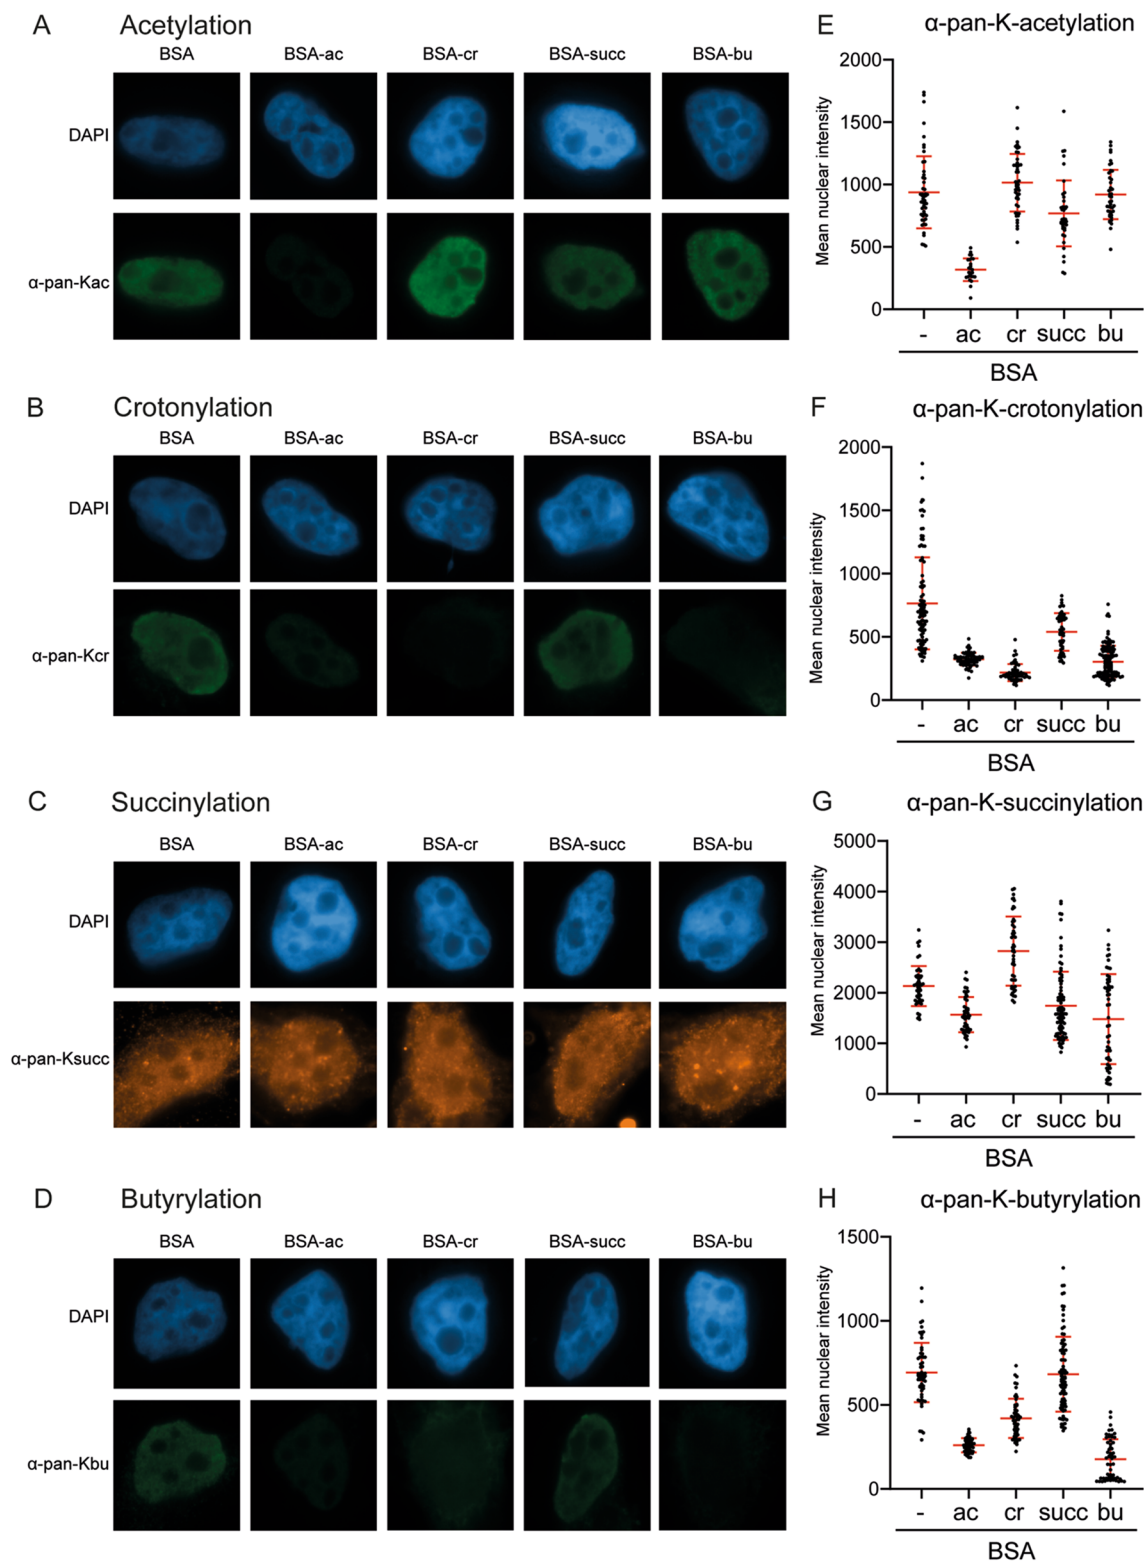 A Acetylation
BSA BSA-ac BSA-cr BSA-succ BSA-bu
DAPI
α-pan-Kac
E α-pan-K-acetylation
Mean nuclear intensity
2000
1500
1000
500
0
- ac cr succ bu
BSA
B Crotonylation
BSA BSA-ac BSA-cr BSA-succ BSA-bu
DAPI
α-pan-Kcr
F α-pan-K-crotonylation
Mean nuclear intensity
2000
1500
1000
500
0
- ac cr succ bu
BSA
C Succinylation
BSA BSA-ac BSA-cr BSA-succ BSA-bu
DAPI
α-pan-Ksucc
G α-pan-K-succinylation
Mean nuclear intensity
5000
4000
3000
2000
1000
0
- ac cr succ bu
BSA
D Butyrylation
BSA BSA-ac BSA-cr BSA-succ BSA-bu
DAPI
α-pan-Kbu
H α-pan-K-butyrylation
Mean nuclear intensity
1500
1000
500
0
- ac cr succ bu
BSA